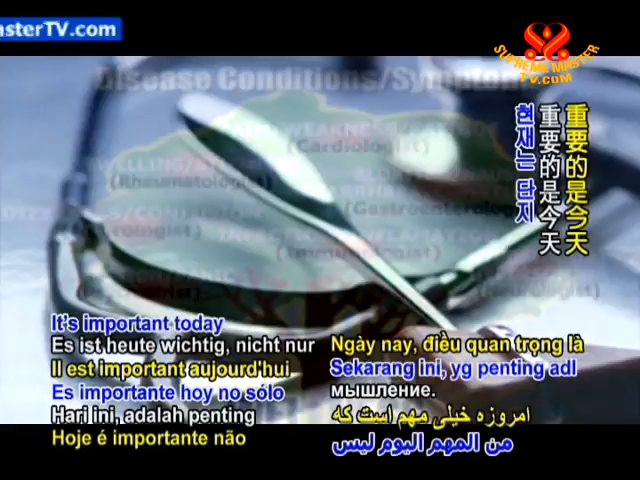 asterTV.com
SUPREME MASTER
TV.COM
Disease Conditions/Symptom
WEAKNESS
(Cardiologist)
(Rheumatologist)
(Gastroenterologist)
(Immunologist)
重要的是今天
重要的是今天
현재는 단지
It's important today
Es ist heute wichtig, nicht nur
Il est important aujourd'hui
Es importante hoy no sólo
Hari ini, adalah penting
Hoje é importante não
Ngày nay, điều quan trọng là
Sekarang ini, yg penting adl
мышление.
امروزه خیلی مهم است که
من المهم اليوم ليس